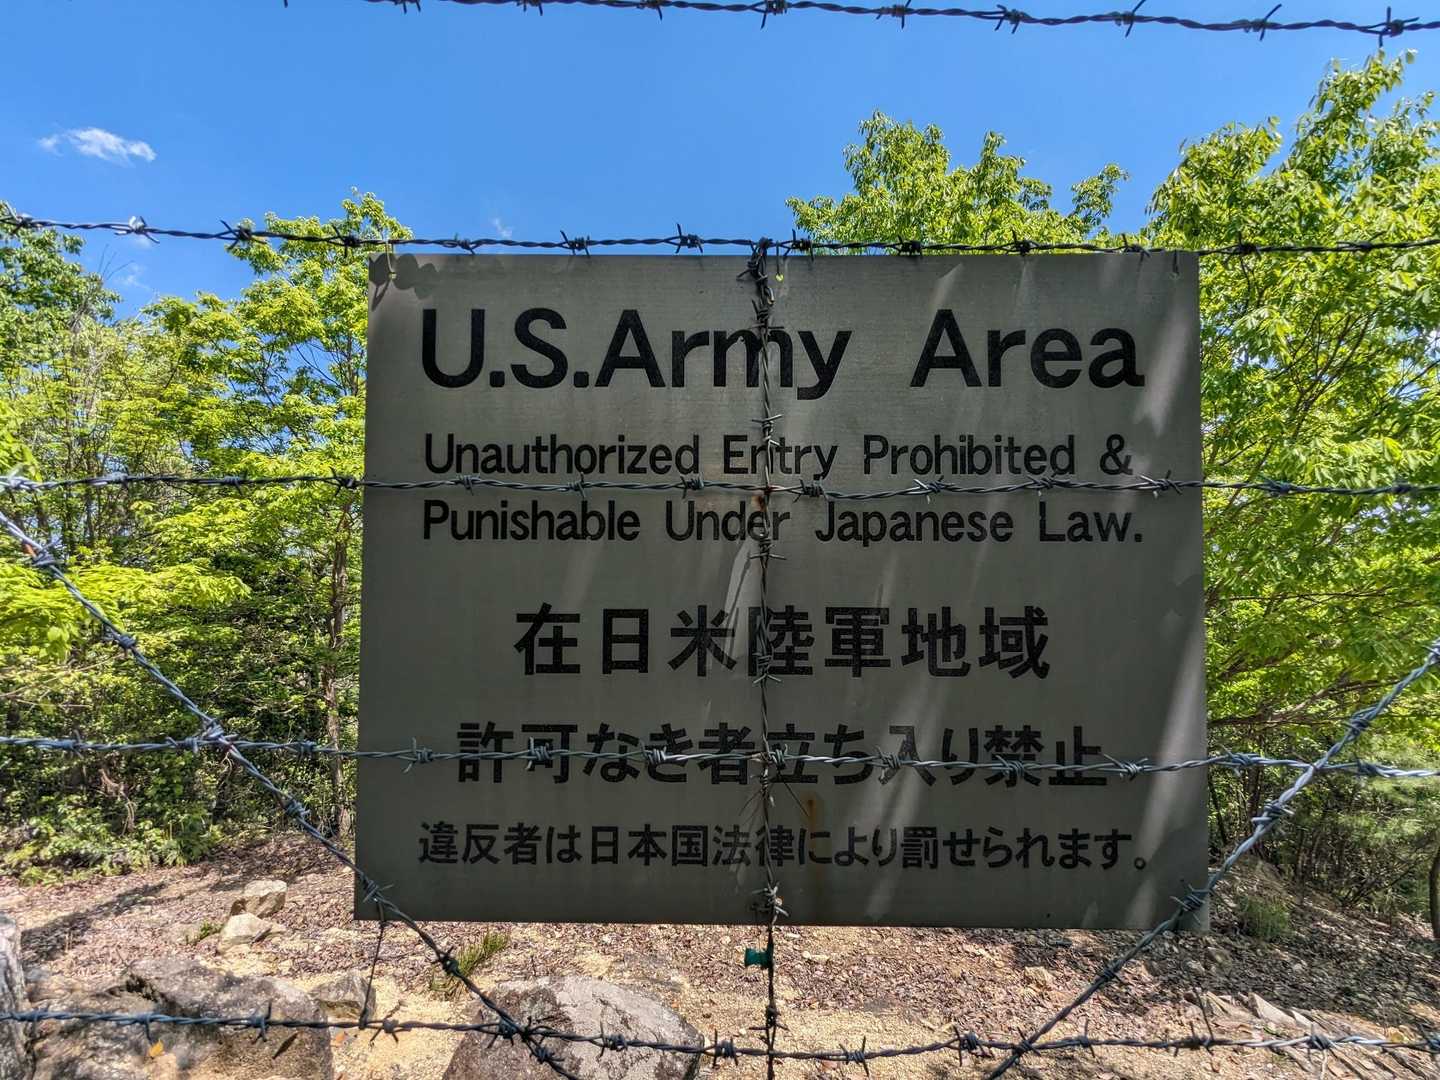 U.S.Army Area
Unauthorized Entry Prohibited &
Punishable Under Japanese Law.
在日米陸軍地域
許可なき者立ち入り禁止
違反者は日本国法律により罰せられます。